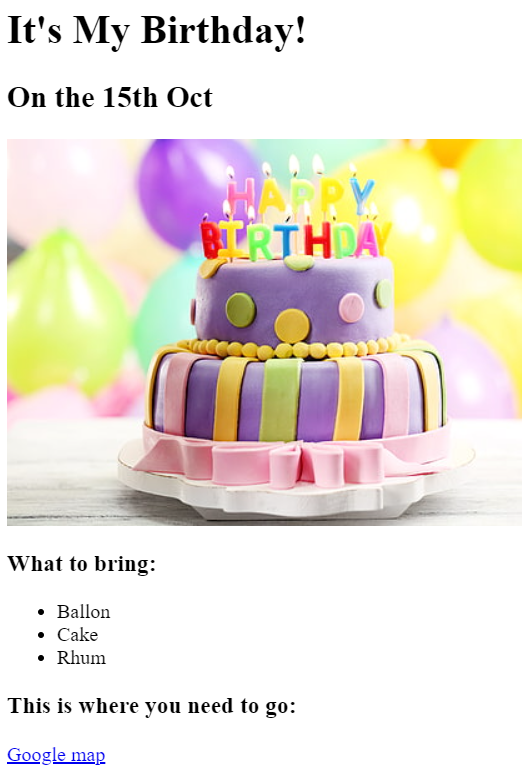 It's My Birthday!
On the 15th Oct
HAPPY
BIRTHDAY
What to bring:
Ballon
Cake
Rhum
This is where you need to go:
Google map